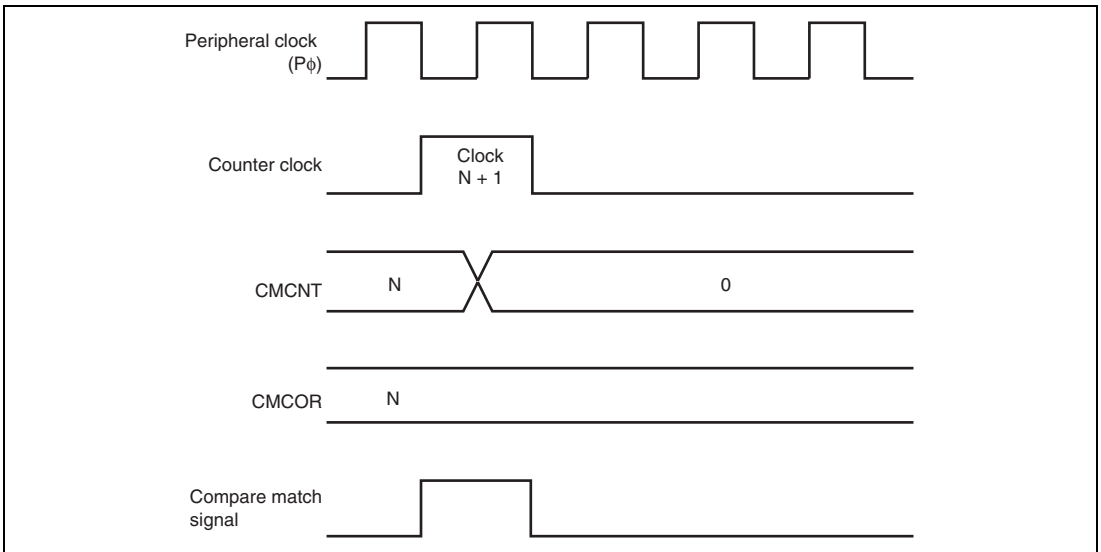 Peripheral clock
(Pϕ)
Counter clock
Clock
N + 1
CMCNT
N
0
CMCOR
N
Compare match
signal